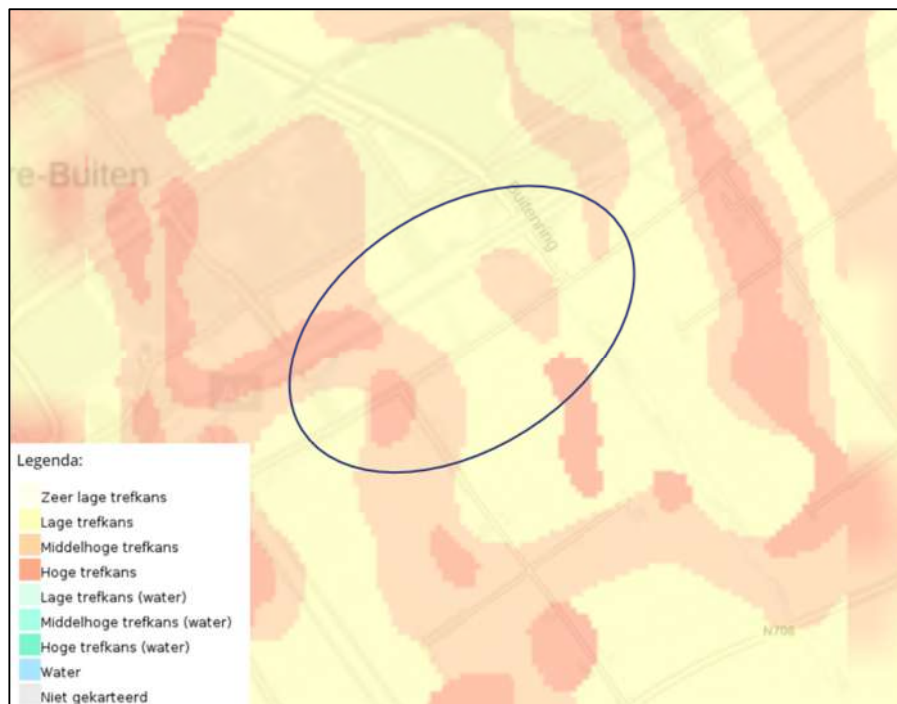 re-Buiten
Buitenring
Legenda:
Zeer lage trefkans
Lage trefkans
Middelhoge trefkans
Hoge trefkans
Lage trefkans (water)
Middelhoge trefkans (water)
Hoge trefkans (water)
Water
Niet gekarteerd